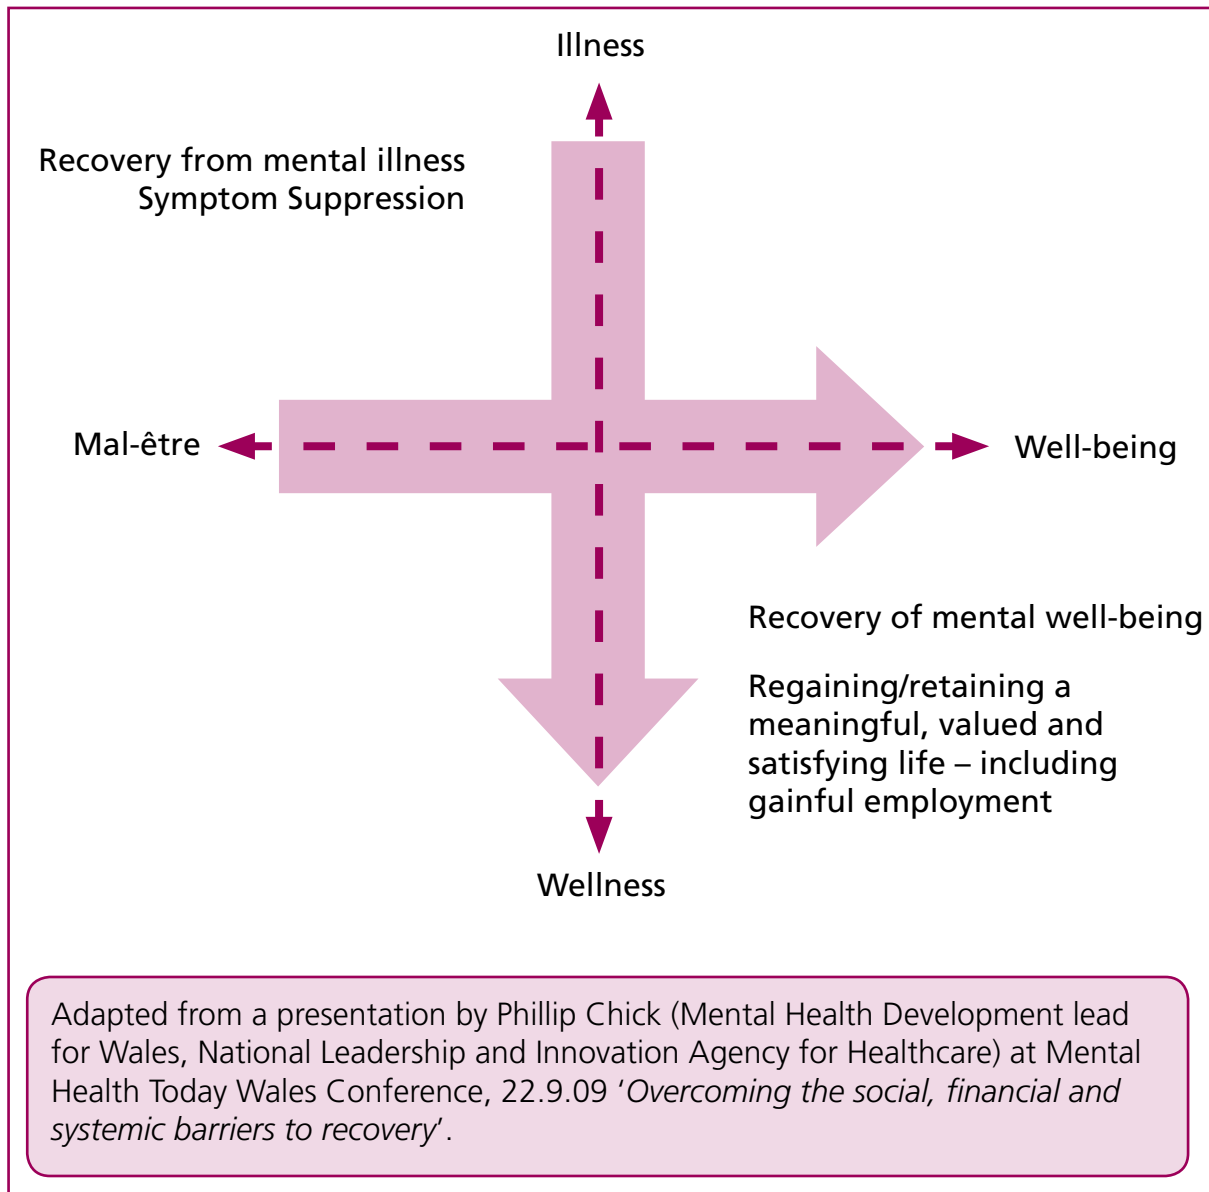 Illness
Recovery from mental illness
Symptom Suppression
Mal-être
Well-being
Recovery of mental well-being
Regaining/retaining a
meaningful, valued and
satisfying life – including
gainful employment
Wellness
Adapted from a presentation by Phillip Chick (Mental Health Development lead
for Wales, National Leadership and Innovation Agency for Healthcare) at Mental
Health Today Wales Conference, 22.9.09 ‘Overcoming the social, financial and
systemic barriers to recovery’.